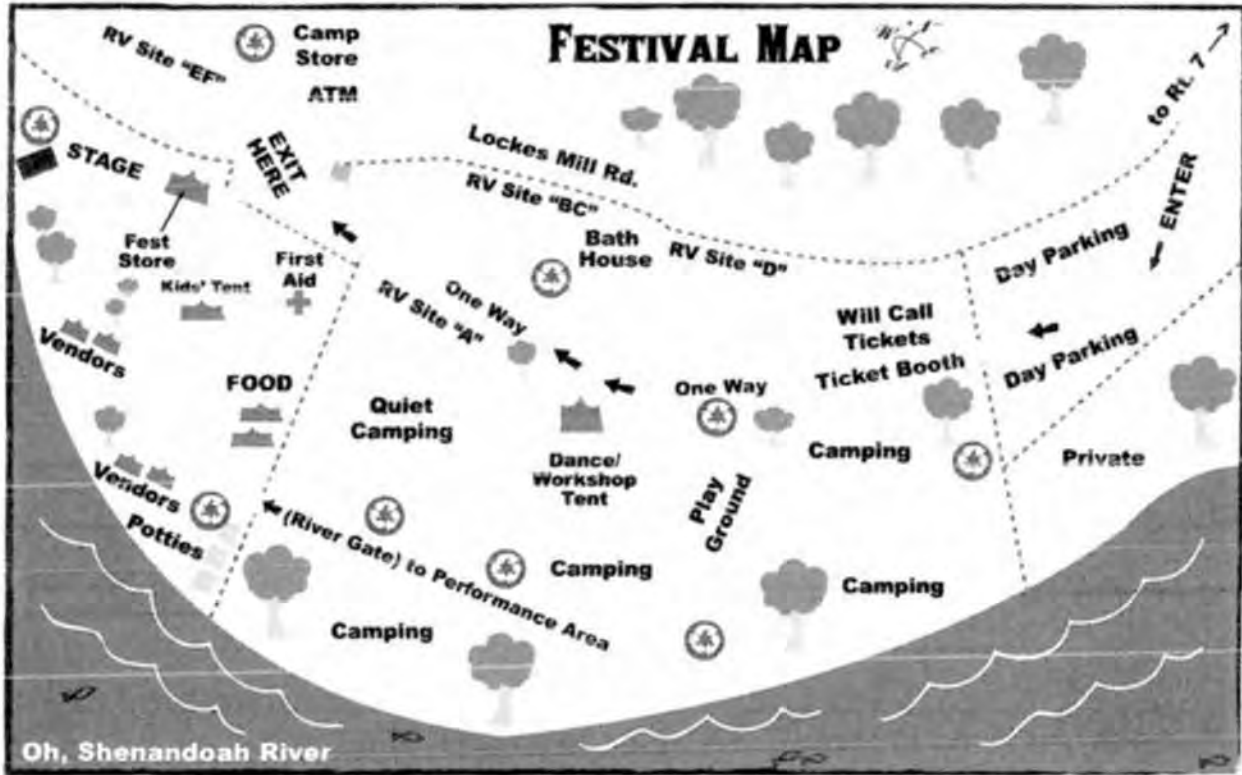 FESTIVAL MAP
RV Site "EF"
Camp
Store
ATM
to Rt. 7
STAGE
EXIT
HERE
Lockes Mill Rd.
RV Site "BC"
ENTER
Fest
Store
First
Aid
Kids' Tent
Bath
House
RV Site "D"
Day Parking
One Way
RV Site "A"
Will Call
Tickets
Ticket Booth
Day Parking
Vendors
FOOD
One Way
Quiet
Camping
Camping
Private
Dance/
Workshop
Tent
Play
Ground
Vendors
Potties
(River Gate) to Performance Area
Camping
Camping
Camping
Oh, Shenandoah River